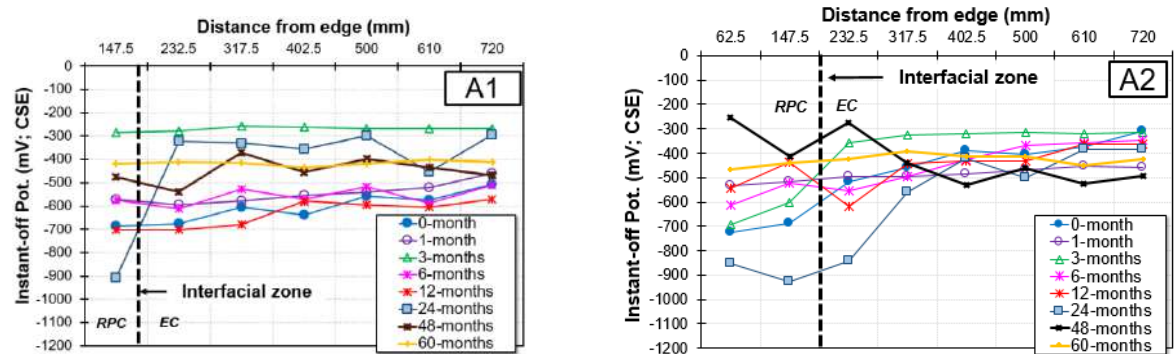 Distance from edge (mm)
147.5 232.5 317.5 402.5 500 610 720
0
-100
-200
-300
-400
-500
-600
-700
-800
-900
-1000
-1100
-1200
Instant-off Pot. (mV; CSE)
A1
Interfacial zone
RPC EC
0-month
1-month
3-months
6-months
12-months
24-months
48-months
60-months
Distance from edge (mm)
62.5 147.5 232.5 317.5 402.5 500 610 720
0
-100
-200
-300
-400
-500
-600
-700
-800
-900
-1000
-1100
-1200
Instant-off Pot. (mV; CSE)
Interfacial zone
A2
RPC EC
0-month
1-month
3-months
6-months
12-months
24-months
48-months
60-months